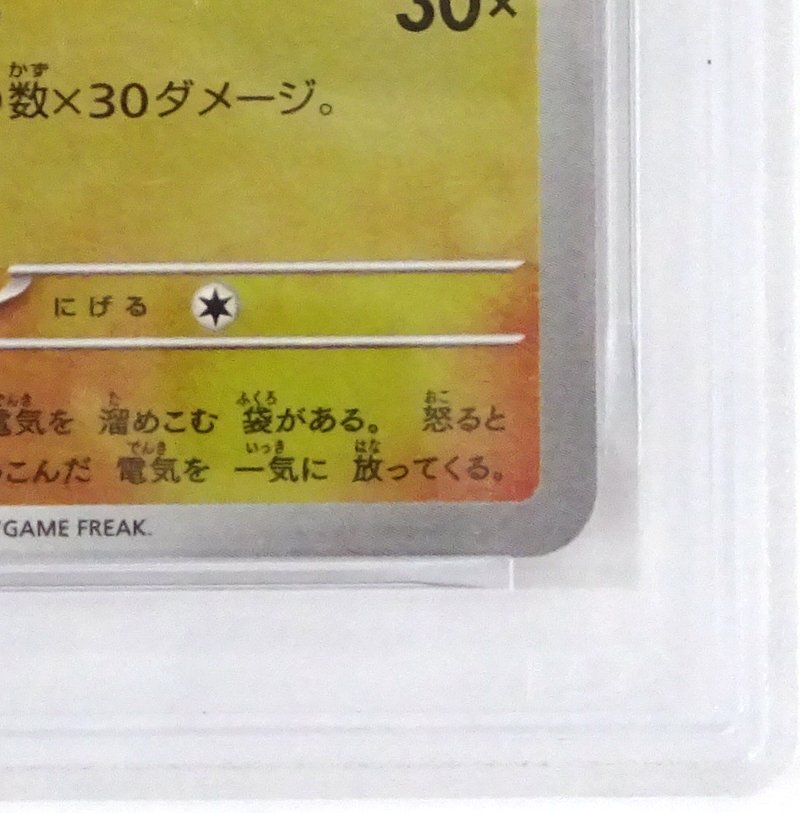 30×
数×30ダメージ。
にげる
電気を 溜めこむ 袋がある。 怒ると
こんだ 電気を 一気に 放ってくる。
GAME FREAK.